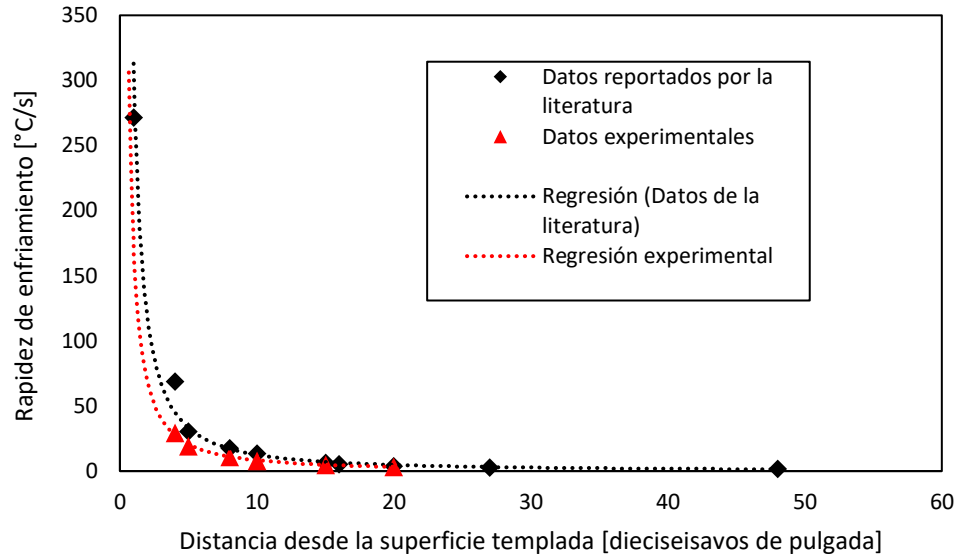 350
300
250
200
150
100
50
0
Rapidez de enfriamiento [°C/s]
Datos reportados por la
literatura
Datos experimentales
Regresión (Datos de la
literatura)
Regresión experimental
0 10 20 30 40 50 60
Distancia desde la superficie templada [dieciseisavos de pulgada]